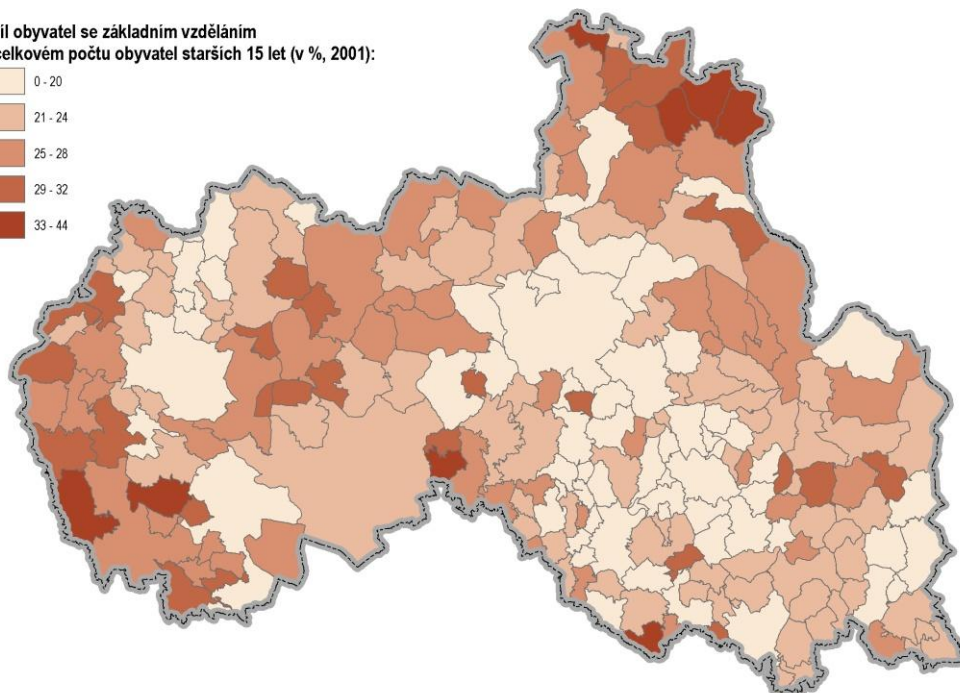 íl obyvatel se základním vzděláním
celkovém počtu obyvatel starších 15 let (v %, 2001):
0 - 20
21 - 24
25 - 28
29 - 32
33 - 44